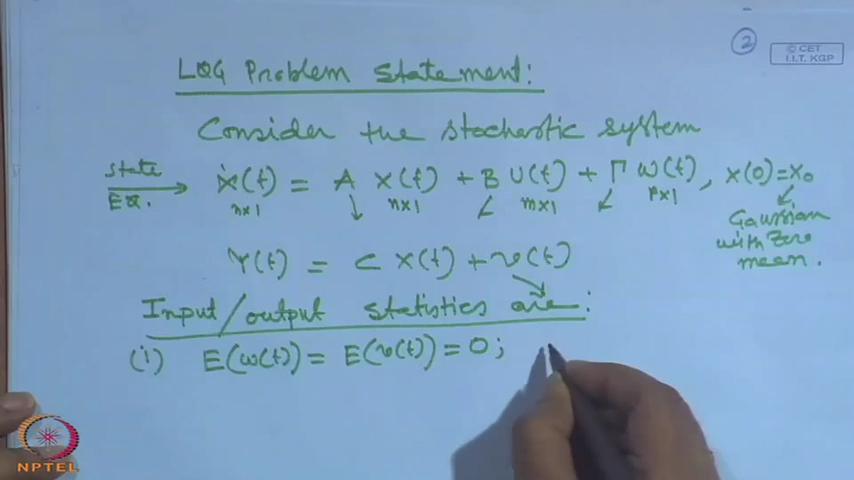 ②
© CET
I.I.T. KGP
LQG Problem Statement:
Consider the stochastic system
State Eq. → ẋ(t) = A x(t) + B u(t) + Γ w(t), x(0)=x₀
n×1 n×1 m×1 p×1
Gaussian with Zero mean.
Y(t) = C x(t) + v(t)
Input/output statistics are:
(i) E(w(t)) = E(v(t)) = 0;
NPTEL